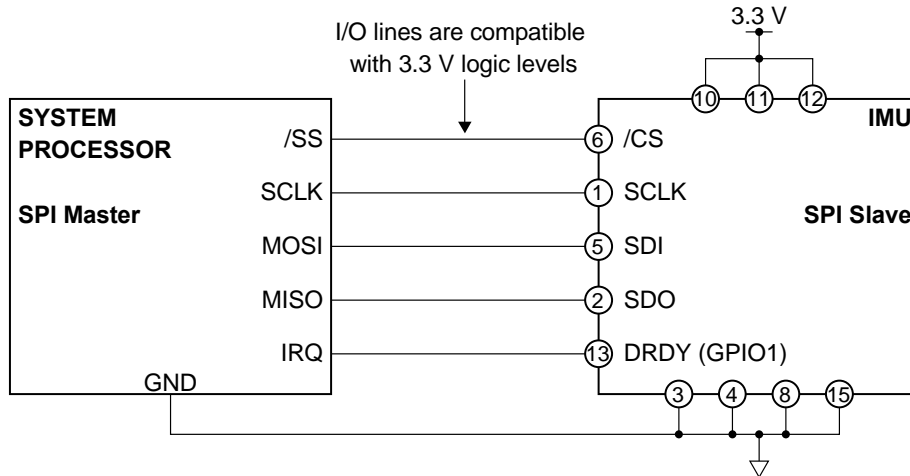 3.3 V
I/O lines are compatible
with 3.3 V logic levels
10 11 12
SYSTEM
PROCESSOR
SPI Master
/SS
SCLK
MOSI
MISO
IRQ
GND
IMU
SPI Slave
6 /CS
1 SCLK
5 SDI
2 SDO
13 DRDY (GPIO1)
3 4 8 15